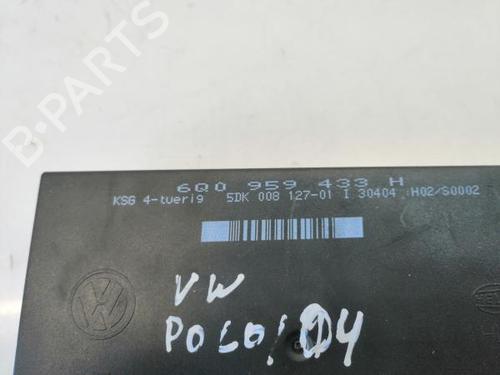 6Q0 959 433 H
KSG 4-tuerig 5DK 008 127-01 I 30404 H02/S0002
VW
POLO! 04
B PARTS